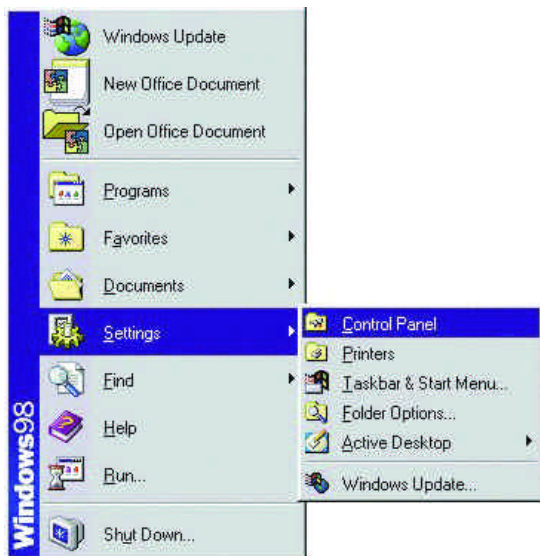 Windows Update
New Office Document
Open Office Document
Programs
Favorites
Documents
Settings
Find
Help
Run...
Shut Down...
Windows98
Control Panel
Printers
Taskbar & Start Menu...
Folder Options...
Active Desktop
Windows Update...